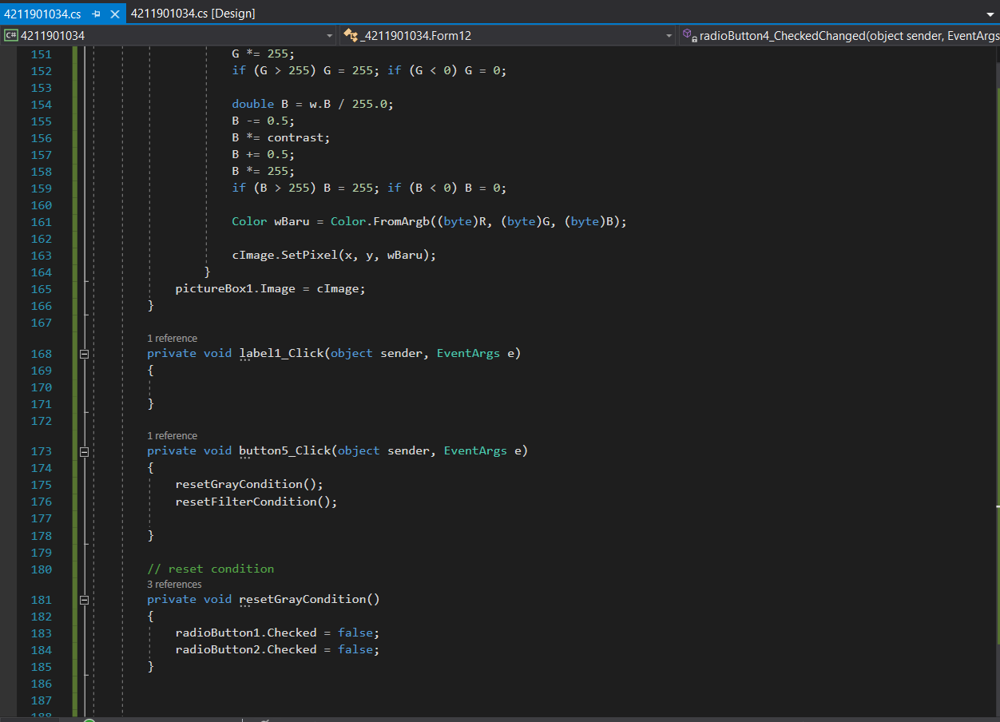 4211901034.cs
4211901034.cs [Design]
C# 4211901034
_4211901034.Form12
radioButton4_CheckedChanged(object sender, EventArgs
151 G *= 255;
152 if (G > 255) G = 255; if (G < 0) G = 0;
153
154 double B = w.B / 255.0;
155 B -= 0.5;
156 B *= contrast;
157 B += 0.5;
158 B *= 255;
159 if (B > 255) B = 255; if (B < 0) B = 0;
160
161 Color wBaru = Color.FromArgb((byte)R, (byte)G, (byte)B);
162
163 cImage.SetPixel(x, y, wBaru);
164 }
165 pictureBox1.Image = cImage;
166 }
167
1 reference
168 private void label1_Click(object sender, EventArgs e)
169 {
170
171 }
172
1 reference
173 private void button5_Click(object sender, EventArgs e)
174 {
175 resetGrayCondition();
176 resetFilterCondition();
177
178 }
179
180 // reset condition
3 references
181 private void resetGrayCondition()
182 {
183 radioButton1.Checked = false;
184 radioButton2.Checked = false;
185 }
186
187
188